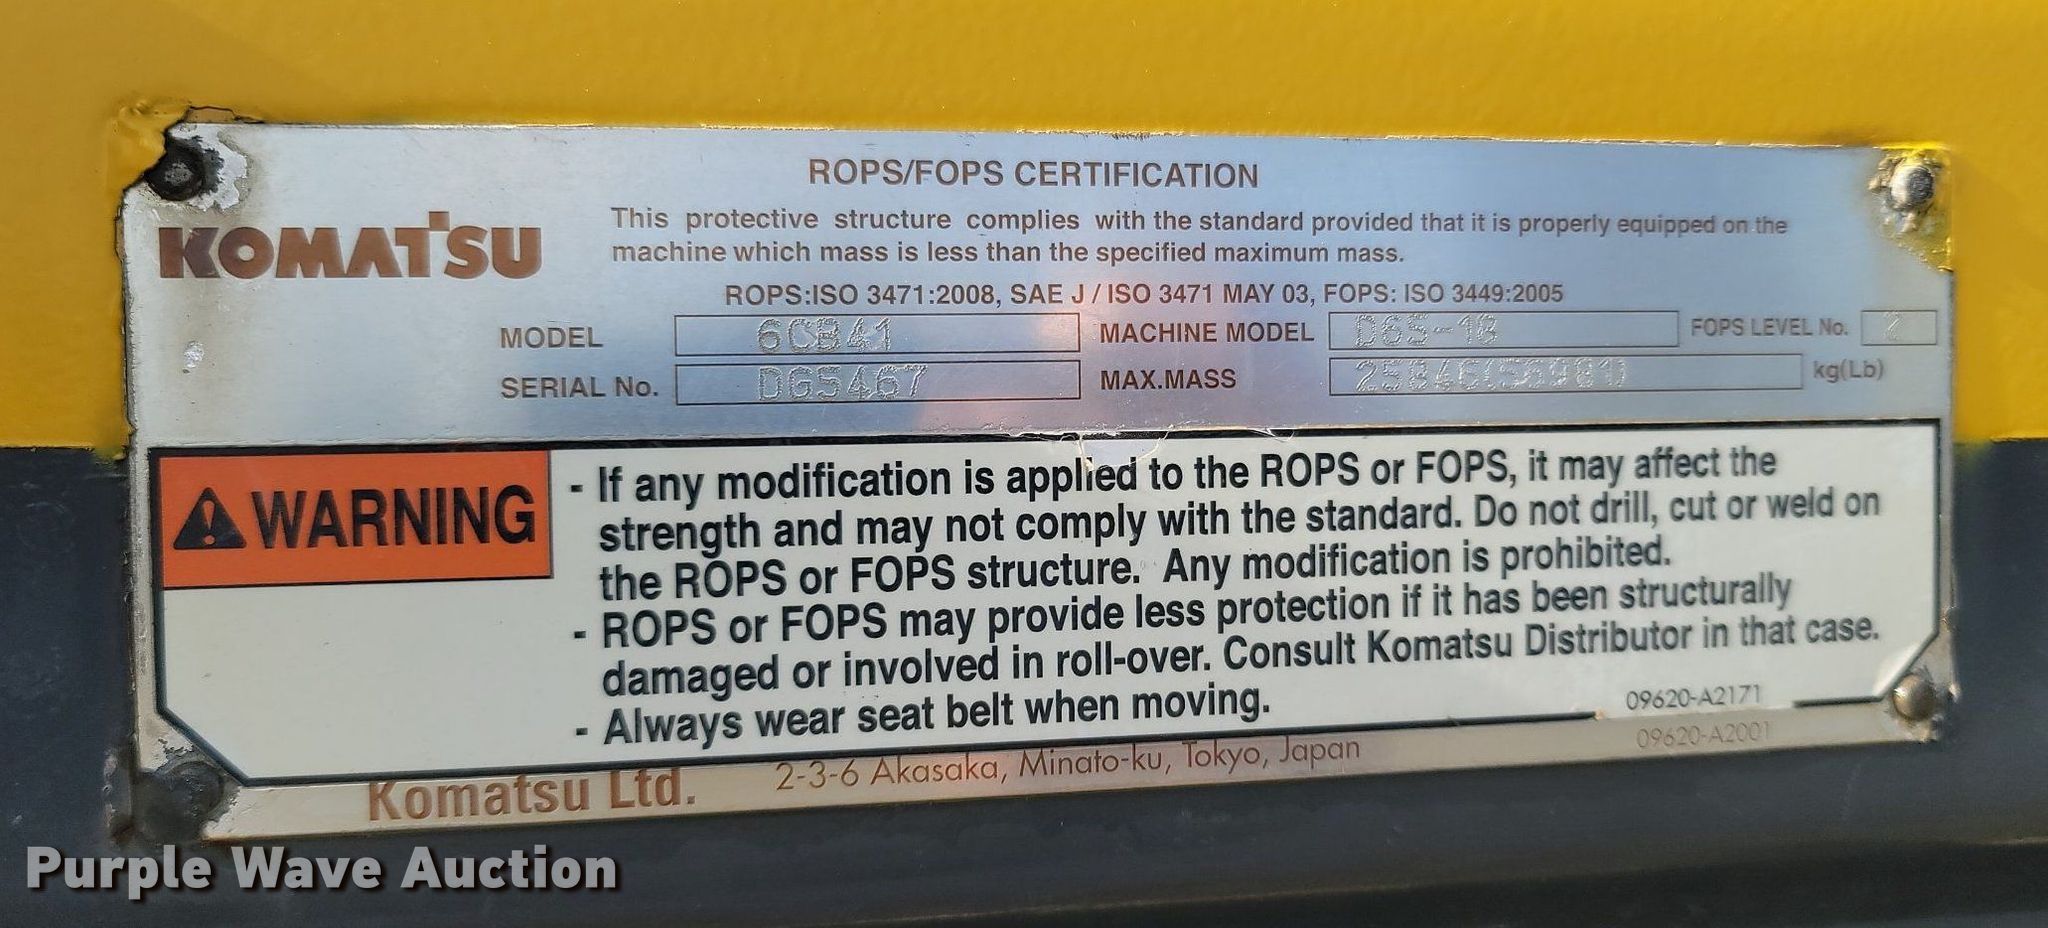 ROPS/FOPS CERTIFICATION
KOMATSU
This protective structure complies with the standard provided that it is properly equipped on the
machine which mass is less than the specified maximum mass.
ROPS:ISO 3471:2008, SAE J / ISO 3471 MAY 03, FOPS: ISO 3449:2005
MODEL 6CB41 MACHINE MODEL D65-18 FOPS LEVEL No. 2
SERIAL No. DG5467 MAX.MASS 25846(56981) kg(Lb)
WARNING
- If any modification is applied to the ROPS or FOPS, it may affect the
strength and may not comply with the standard. Do not drill, cut or weld on
the ROPS or FOPS structure. Any modification is prohibited.
- ROPS or FOPS may provide less protection if it has been structurally
damaged or involved in roll-over. Consult Komatsu Distributor in that case.
- Always wear seat belt when moving.
09620-A2171
Komatsu Ltd. 2-3-6 Akasaka, Minato-ku, Tokyo, Japan
09620-A2001
Purple Wave Auction